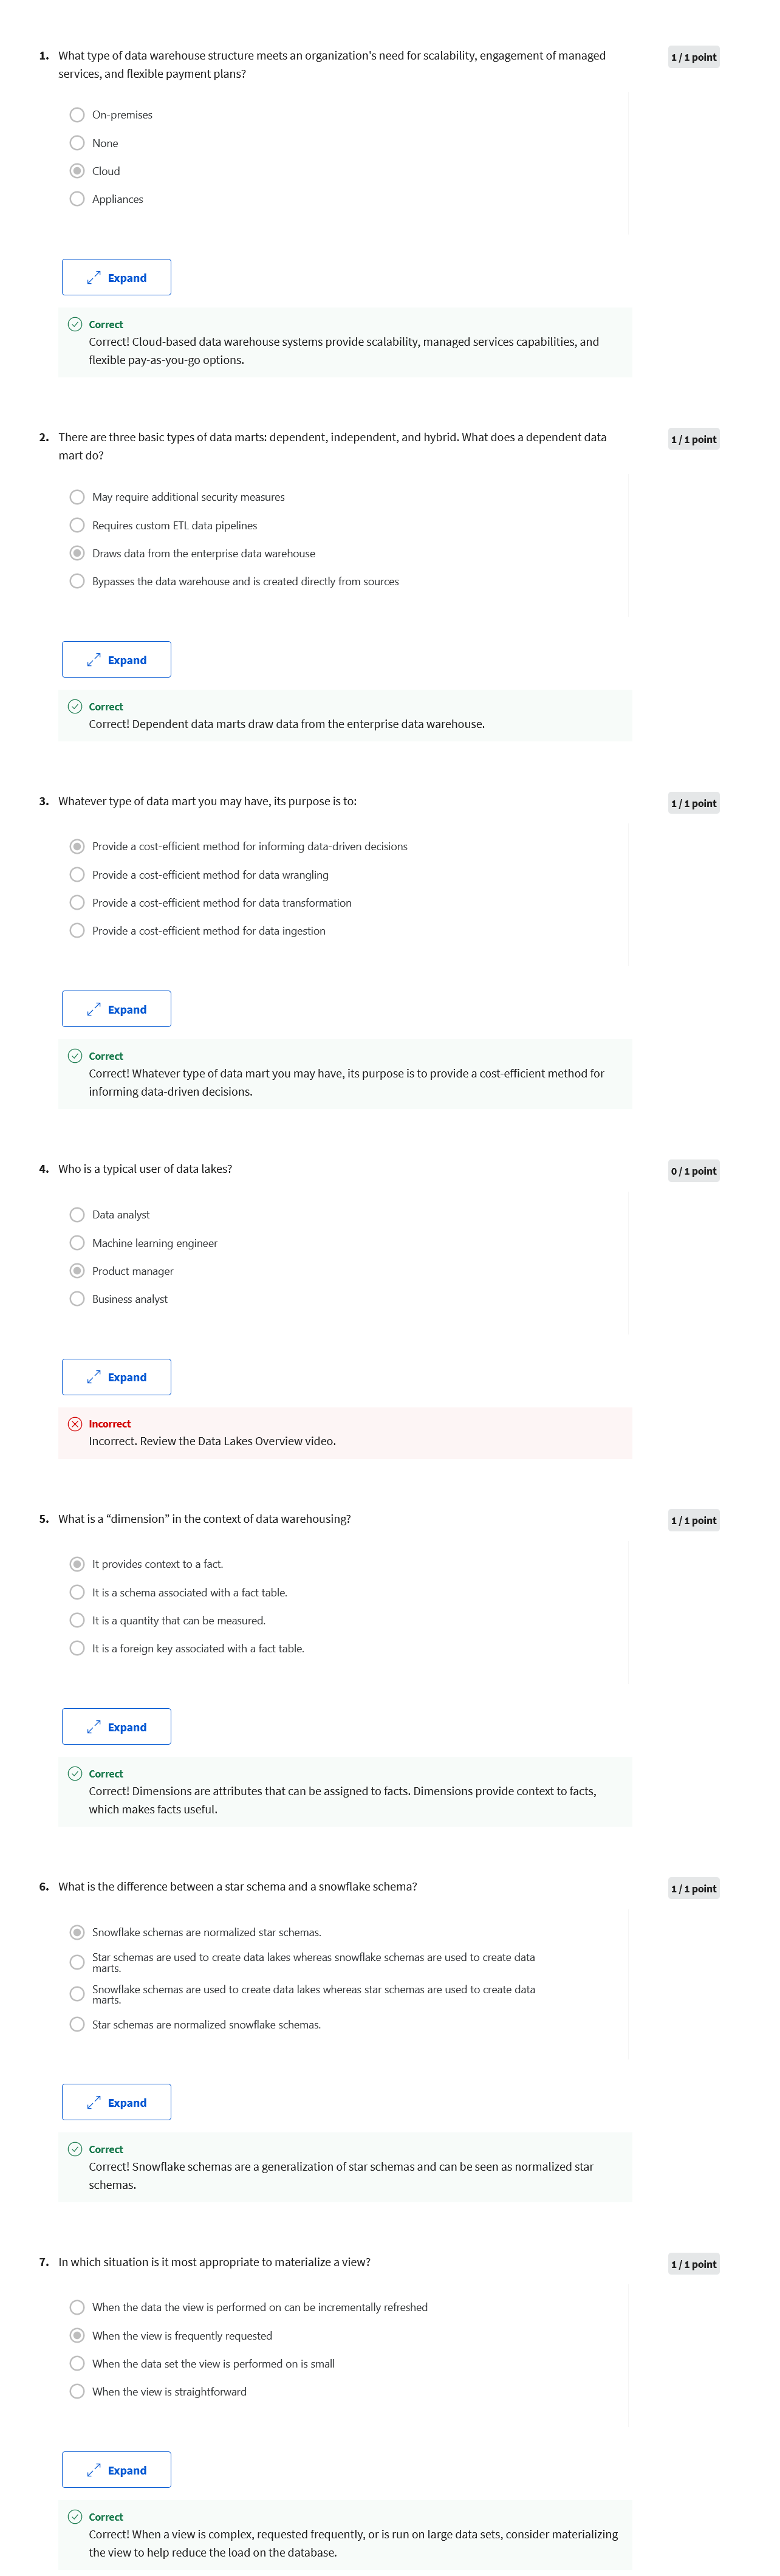 1. What type of data warehouse structure meets an organization's need for scalability, engagement of managed
services, and flexible payment plans?
1 / 1 point
On-premises
None
Cloud
Appliances
Expand
Correct
Correct! Cloud-based data warehouse systems provide scalability, managed services capabilities, and
flexible pay-as-you-go options.
2. There are three basic types of data marts: dependent, independent, and hybrid. What does a dependent data
mart do?
1 / 1 point
May require additional security measures
Requires custom ETL data pipelines
Draws data from the enterprise data warehouse
Bypasses the data warehouse and is created directly from sources
Expand
Correct
Correct! Dependent data marts draw data from the enterprise data warehouse.
3. Whatever type of data mart you may have, its purpose is to:
1 / 1 point
Provide a cost-efficient method for informing data-driven decisions
Provide a cost-efficient method for data wrangling
Provide a cost-efficient method for data transformation
Provide a cost-efficient method for data ingestion
Expand
Correct
Correct! Whatever type of data mart you may have, its purpose is to provide a cost-efficient method for
informing data-driven decisions.
4. Who is a typical user of data lakes?
0 / 1 point
Data analyst
Machine learning engineer
Product manager
Business analyst
Expand
Incorrect
Incorrect. Review the Data Lakes Overview video.
5. What is a “dimension” in the context of data warehousing?
1 / 1 point
It provides context to a fact.
It is a schema associated with a fact table.
It is a quantity that can be measured.
It is a foreign key associated with a fact table.
Expand
Correct
Correct! Dimensions are attributes that can be assigned to facts. Dimensions provide context to facts,
which makes facts useful.
6. What is the difference between a star schema and a snowflake schema?
1 / 1 point
Snowflake schemas are normalized star schemas.
Star schemas are used to create data lakes whereas snowflake schemas are used to create data
marts.
Snowflake schemas are used to create data lakes whereas star schemas are used to create data
marts.
Star schemas are normalized snowflake schemas.
Expand
Correct
Correct! Snowflake schemas are a generalization of star schemas and can be seen as normalized star
schemas.
7. In which situation is it most appropriate to materialize a view?
1 / 1 point
When the data the view is performed on can be incrementally refreshed
When the view is frequently requested
When the data set the view is performed on is small
When the view is straightforward
Expand
Correct
Correct! When a view is complex, requested frequently, or is run on large data sets, consider materializing
the view to help reduce the load on the database.